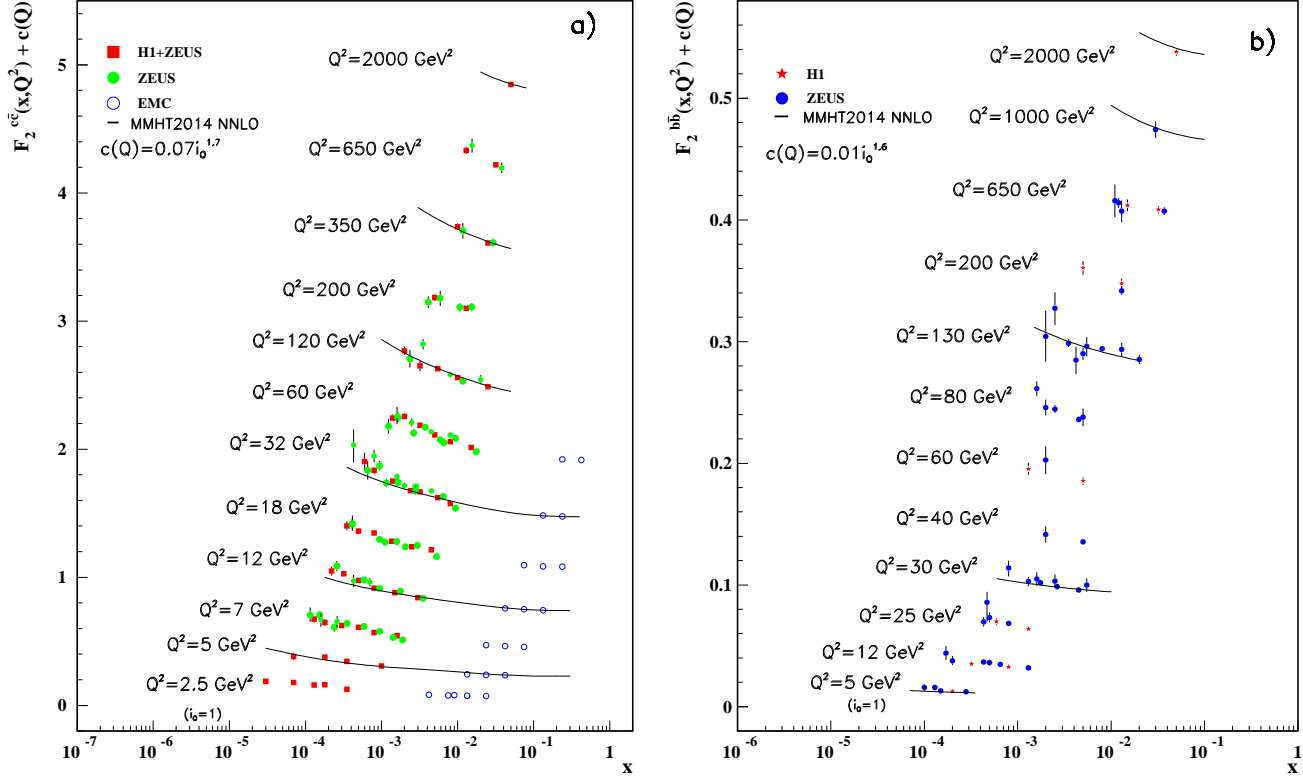 a)
F₂ᶜᶜ̄(x,Q²) + c(Q)
H1+ZEUS
ZEUS
EMC
MMHT2014 NNLO
c(Q)=0.07i_Q^1.7
Q²=2000 GeV²
Q²=650 GeV²
Q²=350 GeV²
Q²=200 GeV²
Q²=120 GeV²
Q²=60 GeV²
Q²=32 GeV²
Q²=18 GeV²
Q²=12 GeV²
Q²=7 GeV²
Q²=5 GeV²
Q²=2.5 GeV²
(i_Q=1)
5
4
3
2
1
0
10⁻⁷ 10⁻⁶ 10⁻⁵ 10⁻⁴ 10⁻³ 10⁻² 10⁻¹ 1
x
b)
F₂ᵇᵇ̄(x,Q²) + c(Q)
H1
ZEUS
MMHT2014 NNLO
c(Q)=0.01i_Q^1.6
Q²=2000 GeV²
Q²=1000 GeV²
Q²=650 GeV²
Q²=200 GeV²
Q²=130 GeV²
Q²=80 GeV²
Q²=60 GeV²
Q²=40 GeV²
Q²=30 GeV²
Q²=25 GeV²
Q²=12 GeV²
Q²=5 GeV²
(i_Q=1)
0.5
0.4
0.3
0.2
0.1
0
10⁻⁶ 10⁻⁵ 10⁻⁴ 10⁻³ 10⁻² 10⁻¹ 1
x